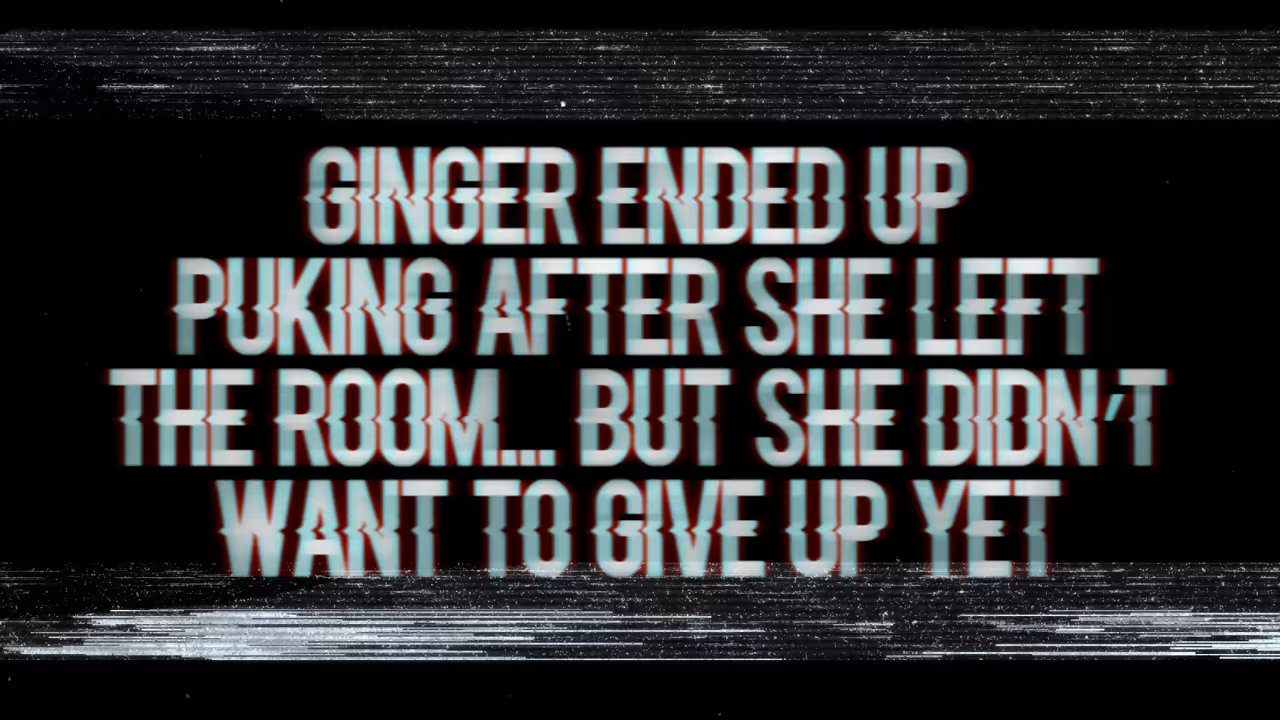 GINGER ENDED UP
PUKING AFTER SHE LEFT
THE ROOM... BUT SHE DIDN'T
WANT TO GIVE UP YET